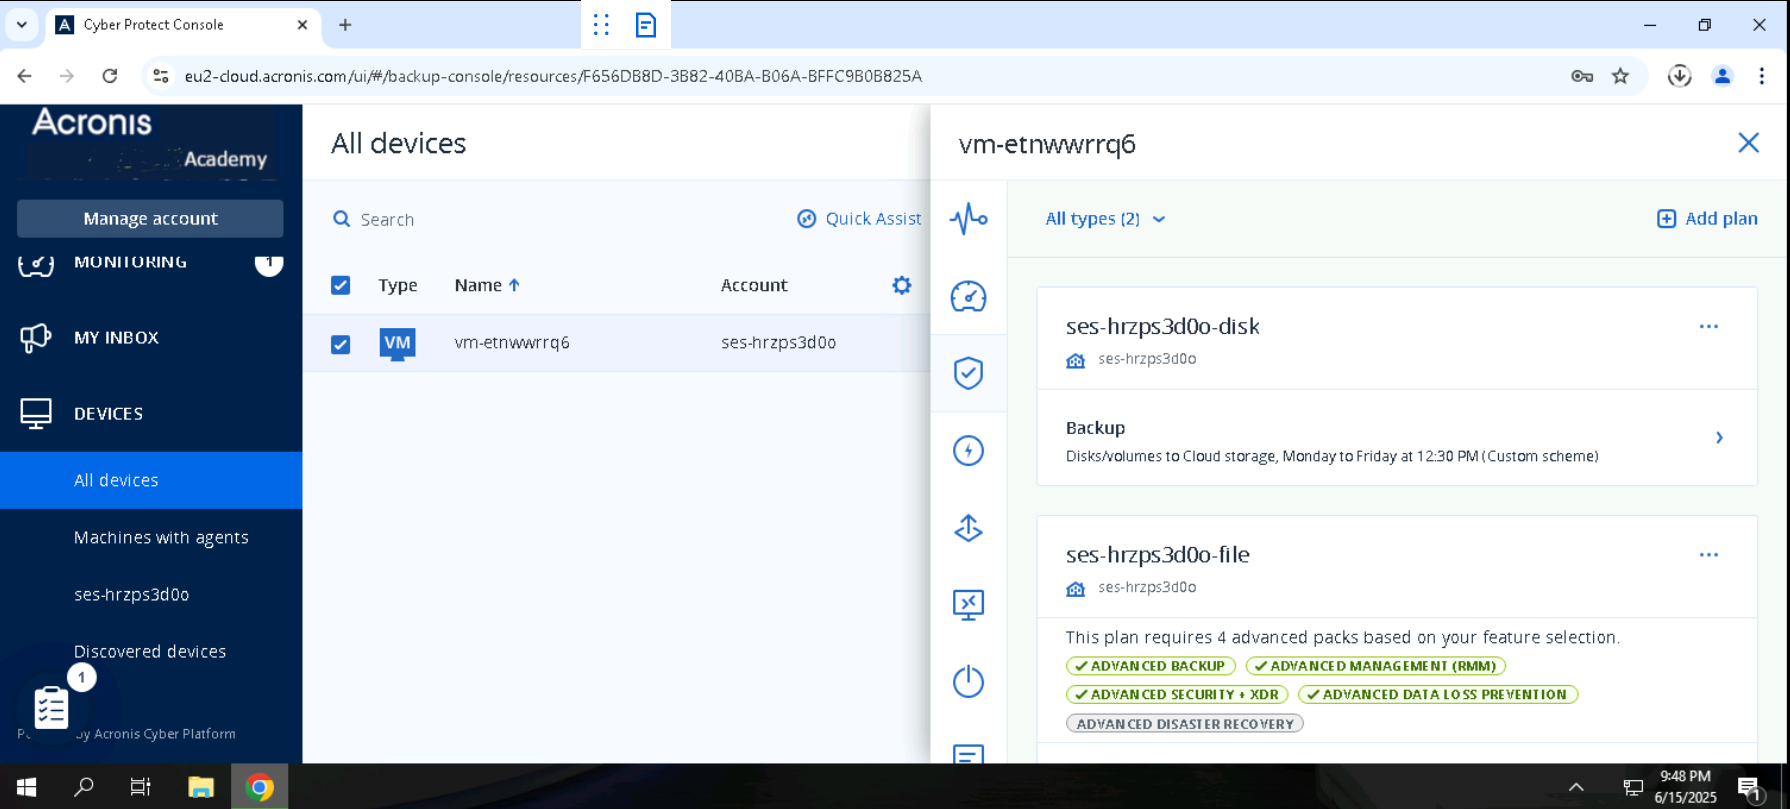 Cyber Protect Console
eu2-cloud.acronis.com/ui/#/backup-console/resources/F656DB8D-3B82-40BA-B06A-BFFC9B0B825A
Acronis
Academy
Manage account
MONITORING
1
MY INBOX
DEVICES
All devices
Machines with agents
ses-hrzps3d0o
Discovered devices
1
by Acronis Cyber Platform
All devices
Search
Quick Assist
Type Name Account
VM vm-etnwwrrq6 ses-hrzps3d0o
vm-etnwwrrq6
All types (2)
Add plan
ses-hrzps3d0o-disk
ses-hrzps3d0o
Backup
Disks/volumes to Cloud storage, Monday to Friday at 12:30 PM (Custom scheme)
ses-hrzps3d0o-file
ses-hrzps3d0o
This plan requires 4 advanced packs based on your feature selection.
ADVANCED BACKUP ADVANCED MANAGEMENT (RMM)
ADVANCED SECURITY + XDR ADVANCED DATA LOSS PREVENTION
ADVANCED DISASTER RECOVERY
9:48 PM
6/15/2025
1